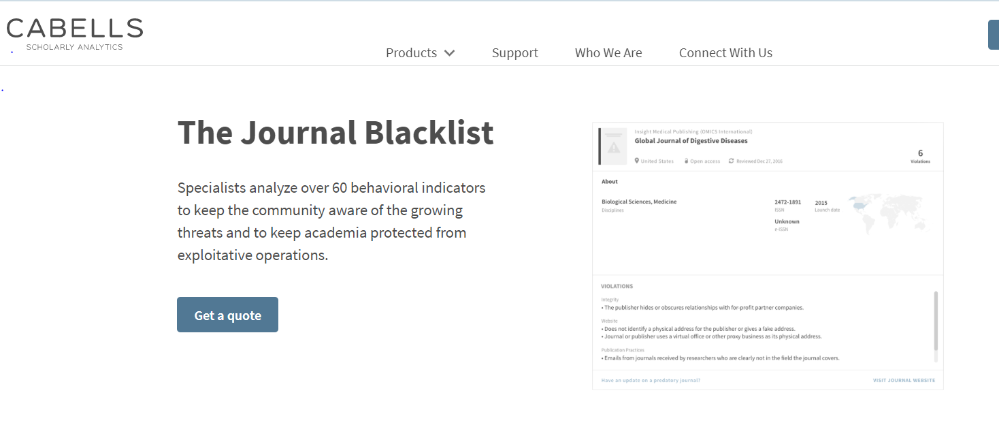 CABELLS
SCHOLARLY ANALYTICS
Products
Support
Who We Are
Connect With Us
The Journal Blacklist
Specialists analyze over 60 behavioral indicators
to keep the community aware of the growing
threats and to keep academia protected from
exploitative operations.
Get a quote
Insight Medical Publishing (OMICS International)
Global Journal of Digestive Diseases
United States
Open access
Reviewed Dec 27, 2016
6
Violations
About
Biological Sciences, Medicine
Disciplines
2472-1891
ISSN
2015
Launch date
Unknown
e-ISSN
VIOLATIONS
Integrity
• The publisher hides or obscures relationships with for-profit partner companies.
Website
• Does not identify a physical address for the publisher or gives a fake address.
• Journal or publisher uses a virtual office or other proxy business as its physical address.
Publication Practices
• Emails from journals received by researchers who are clearly not in the field the journal covers.
Have an update on a predatory journal?
VISIT JOURNAL WEBSITE